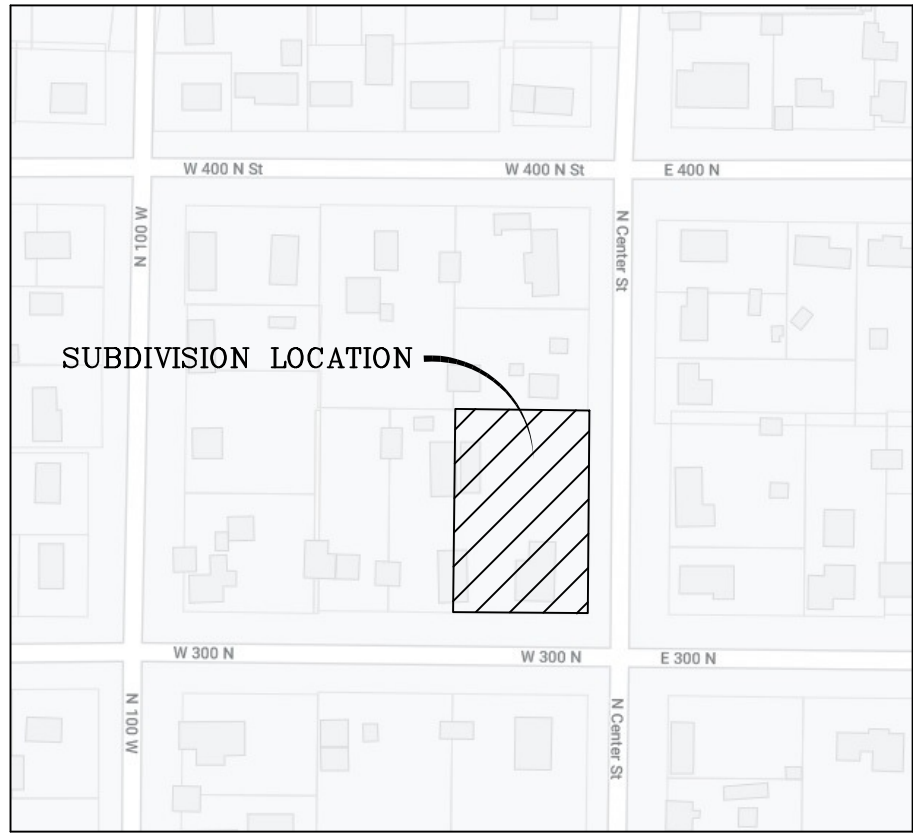 W 400 N St
W 400 N St
E 400 N
N 100 W
N Center St
SUBDIVISION LOCATION
W 300 N
W 300 N
E 300 N
N 100 W
N Center St